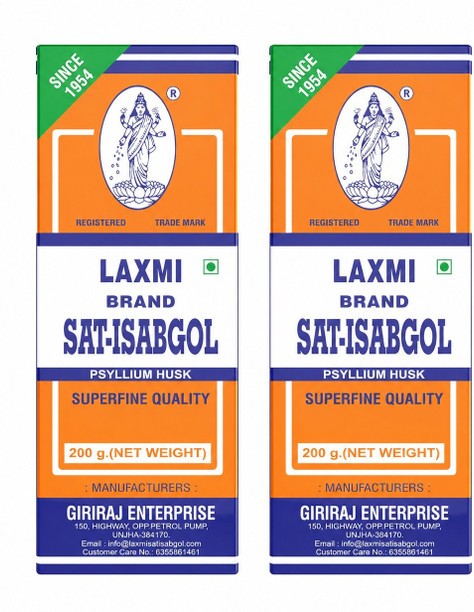 SINCE
1954
®
REGISTERED TRADE MARK
LAXMI
BRAND
SAT-ISABGOL
PSYLLIUM HUSK
SUPERFINE QUALITY
200 g.(NET WEIGHT)
: MANUFACTURERS :
GIRIRAJ ENTERPRISE
150, HIGHWAY, OPP.PETROL PUMP,
UNJHA-384170.
Email : info@laxmisatisabgol.com
Customer Care No.: 6355861461
SINCE
1954
®
REGISTERED TRADE MARK
LAXMI
BRAND
SAT-ISABGOL
PSYLLIUM HUSK
SUPERFINE QUALITY
200 g.(NET WEIGHT)
: MANUFACTURERS :
GIRIRAJ ENTERPRISE
150, HIGHWAY, OPP.PETROL PUMP,
UNJHA-384170.
Email : info@laxmisatisabgol.com
Customer Care No.: 6355861461